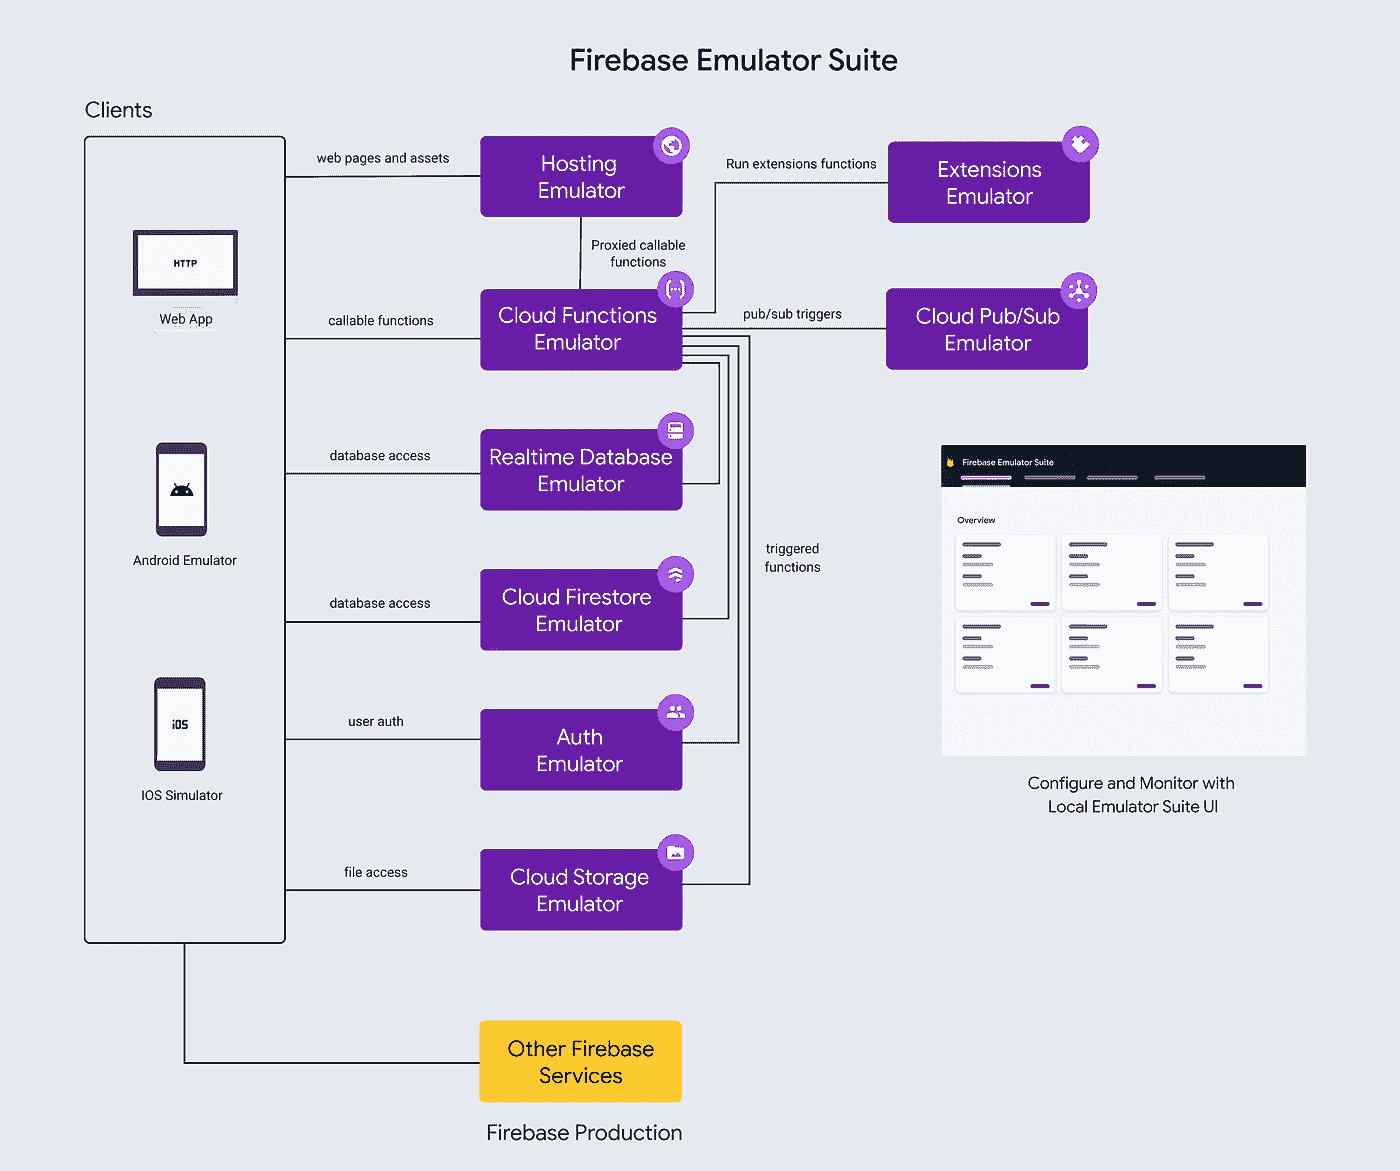 Firebase Emulator Suite
Clients
web pages and assets
Hosting
Emulator
Run extensions functions
Extensions
Emulator
Proxied callable
functions
HTTP
Web App
callable functions
Cloud Functions
Emulator
pub/sub triggers
Cloud Pub/Sub
Emulator
database access
Realtime Database
Emulator
Android Emulator
triggered
functions
database access
Cloud Firestore
Emulator
iOS
IOS Simulator
user auth
Auth
Emulator
file access
Cloud Storage
Emulator
Firebase Emulator Suite
Overview
Configure and Monitor with
Local Emulator Suite UI
Other Firebase
Services
Firebase Production